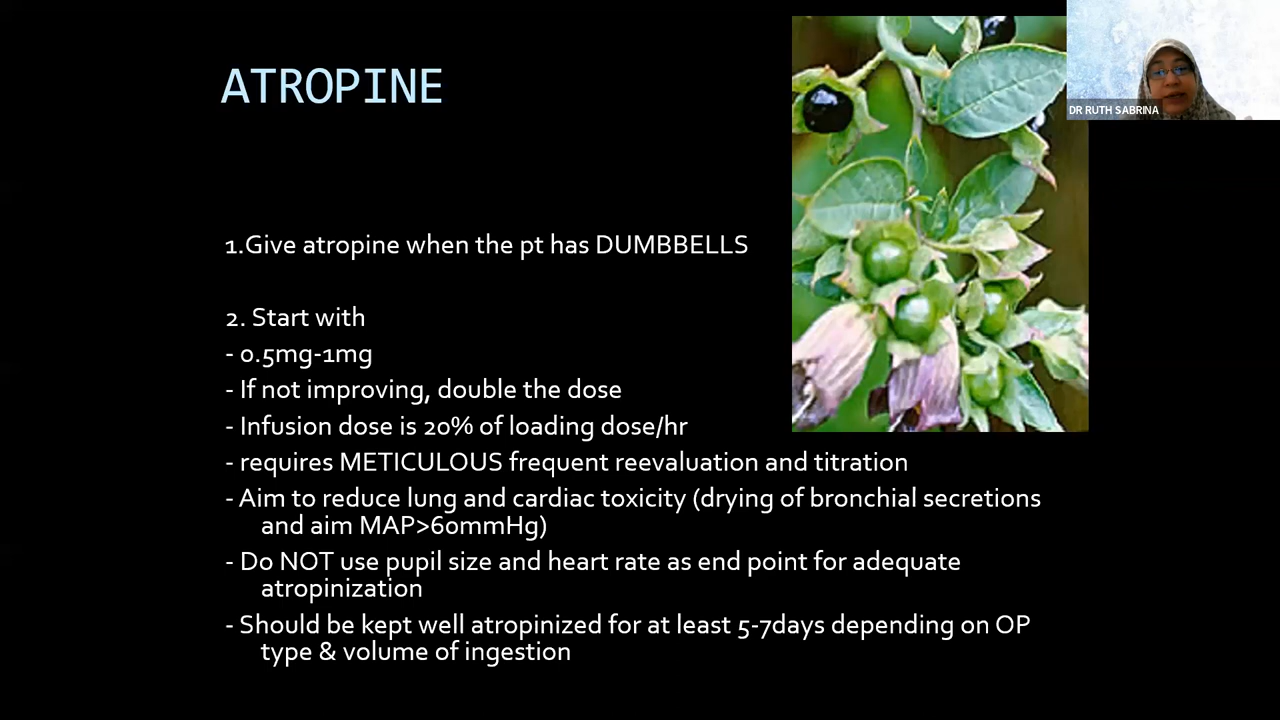 ATROPINE
DR RUTH SABRINA
1.Give atropine when the pt has DUMBBELLS
2. Start with
- 0.5mg-1mg
- If not improving, double the dose
- Infusion dose is 20% of loading dose/hr
- requires METICULOUS frequent reevaluation and titration
- Aim to reduce lung and cardiac toxicity (drying of bronchial secretions
and aim MAP>60mmHg)
- Do NOT use pupil size and heart rate as end point for adequate
atropinization
- Should be kept well atropinized for at least 5-7days depending on OP
type & volume of ingestion